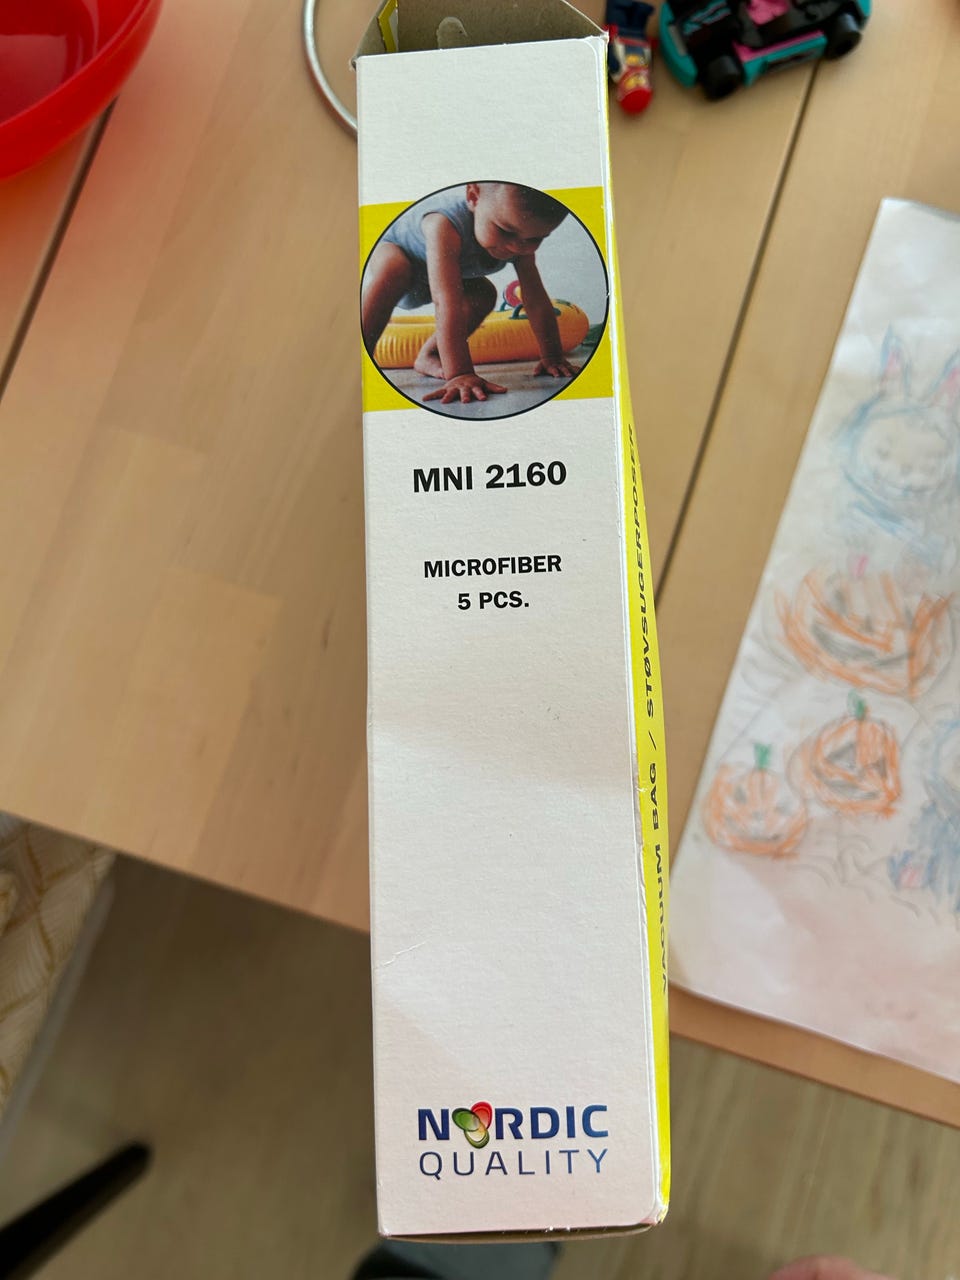 MNI 2160
MICROFIBER
5 PCS.
VACUUM BAG / STØVSUGERPOSER
NORDIC
QUALITY